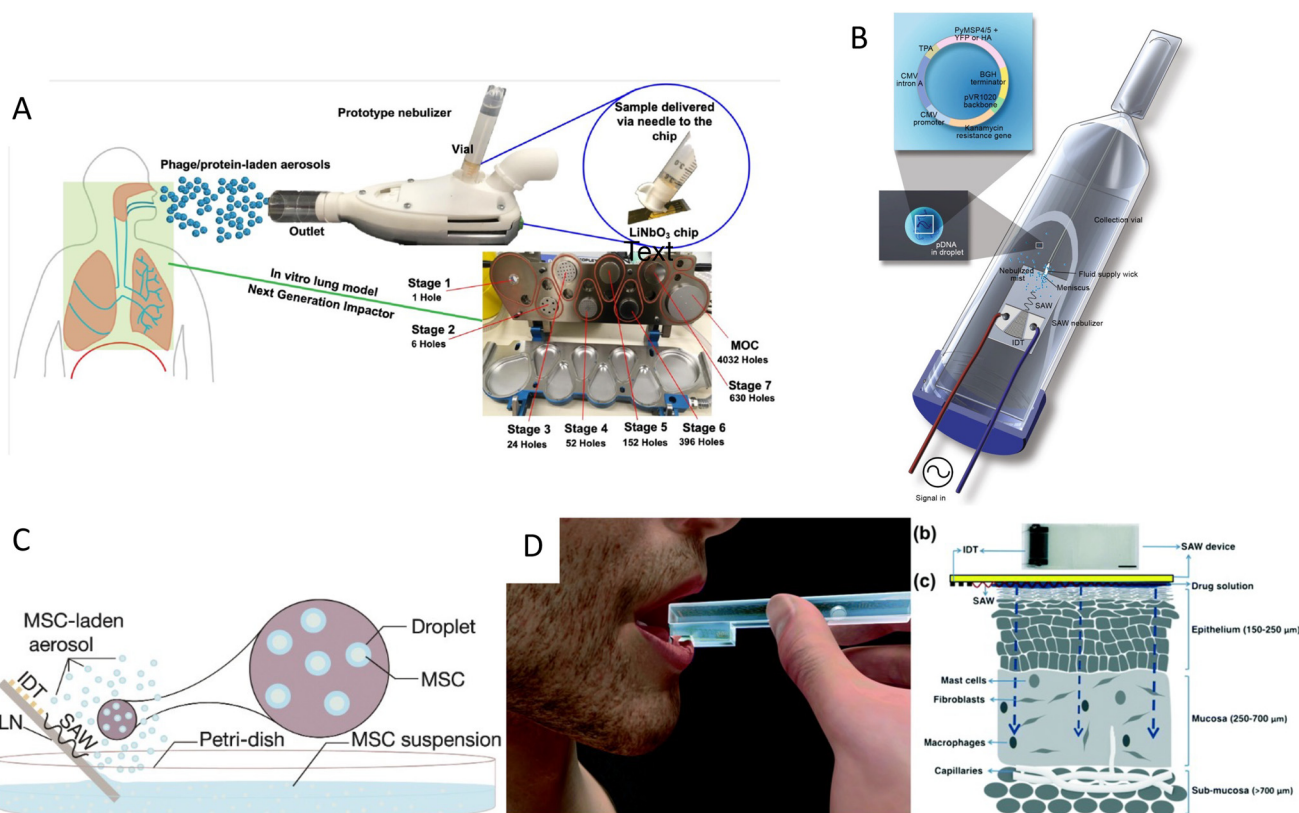 A
Prototype nebulizer
Vial
Sample delivered
via needle to the
chip
LiNbO3 chip
Text
Phage/protein-laden aerosols
Outlet
In vitro lung model
Next Generation Impactor
Stage 1
1 Hole
Stage 2
6 Holes
Stage 3
24 Holes
Stage 4
52 Holes
Stage 5
152 Holes
Stage 6
396 Holes
MOC
4032 Holes
Stage 7
630 Holes
B
PyMSP4/5 +
YFP or HA
TPA
CMV
intron A
BGH
terminator
pVR1020
backbone
CMV
promoter
Kanamycin
resistance gene
pDNA
in droplet
Collection vial
Nebulized
mist
Fluid supply wick
Meniscus
SAW
SAW nebulizer
IDT
Signal in
C
MSC-laden
aerosol
IDT
SAW
LN
Droplet
MSC
Petri-dish
MSC suspension
D
(b)
IDT
SAW device
(c)
Drug solution
SAW
Epithelium (150-250 µm)
Mast cells
Fibroblasts
Mucosa (250-700 µm)
Macrophages
Capillaries
Sub-mucosa (>700 µm)